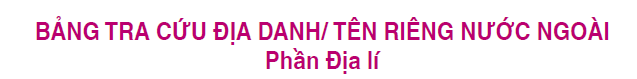 BẢNG TRA CỨU ĐỊA DANH/ TÊN RIÊNG NƯỚC NGOÀI
Phần Địa lí